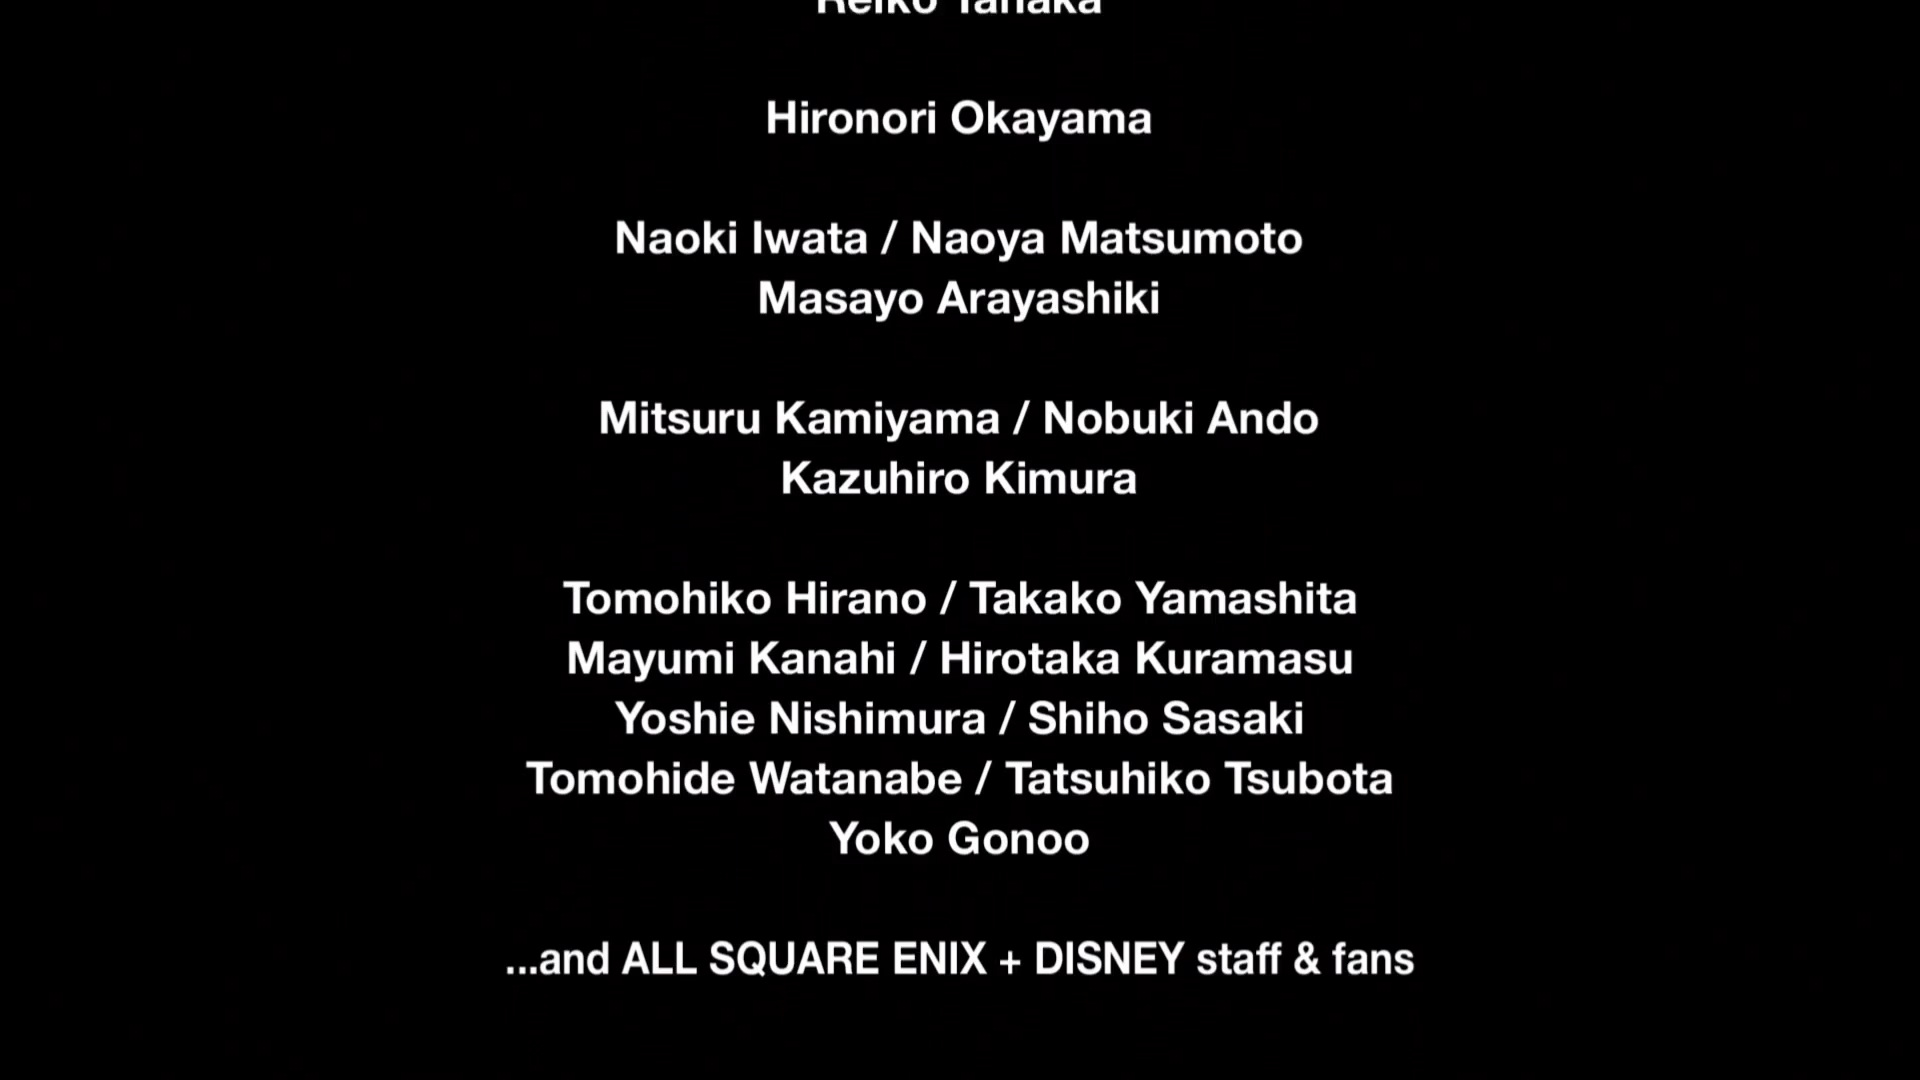 Reiko Tanaka
Hironori Okayama
Naoki Iwata / Naoya Matsumoto
Masayo Arayashiki
Mitsuru Kamiyama / Nobuki Ando
Kazuhiro Kimura
Tomohiko Hirano / Takako Yamashita
Mayumi Kanahi / Hirotaka Kuramasu
Yoshie Nishimura / Shiho Sasaki
Tomohide Watanabe / Tatsuhiko Tsubota
Yoko Gonoo
...and ALL SQUARE ENIX + DISNEY staff & fans